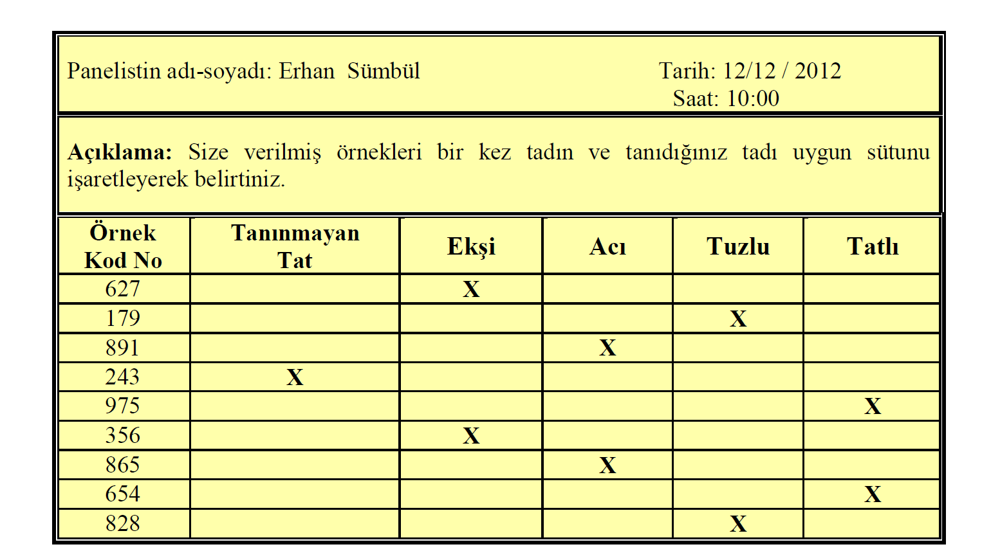 Panelistin adı-soyadı: Erhan  Sümbül Tarih: 12/12 / 2012
Saat: 10:00
Açıklama: Size verilmiş örnekleri bir kez tadın ve tanıdığınız tadı uygun sütunu
işaretleyerek belirtiniz.
Örnek Kod No Tanınmayan Tat Ekşi Acı Tuzlu Tatlı
627 X
179 X
891 X
243 X
975 X
356 X
865 X
654 X
828 X